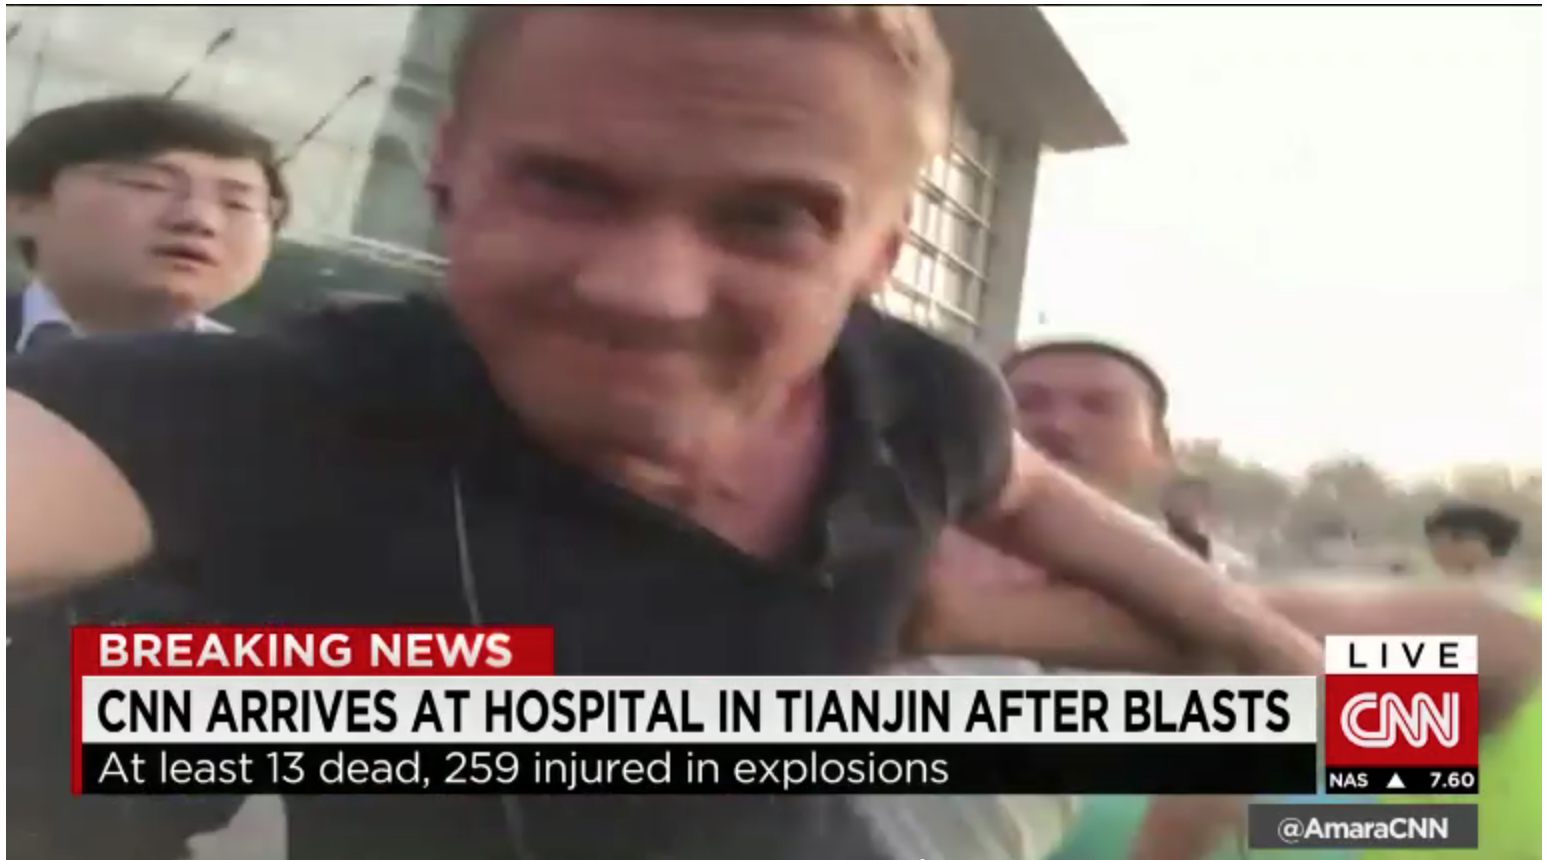 BREAKING NEWS
CNN ARRIVES AT HOSPITAL IN TIANJIN AFTER BLASTS
At least 13 dead, 259 injured in explosions
LIVE
CNN
NAS ▲ 7.60
@AmaraCNN